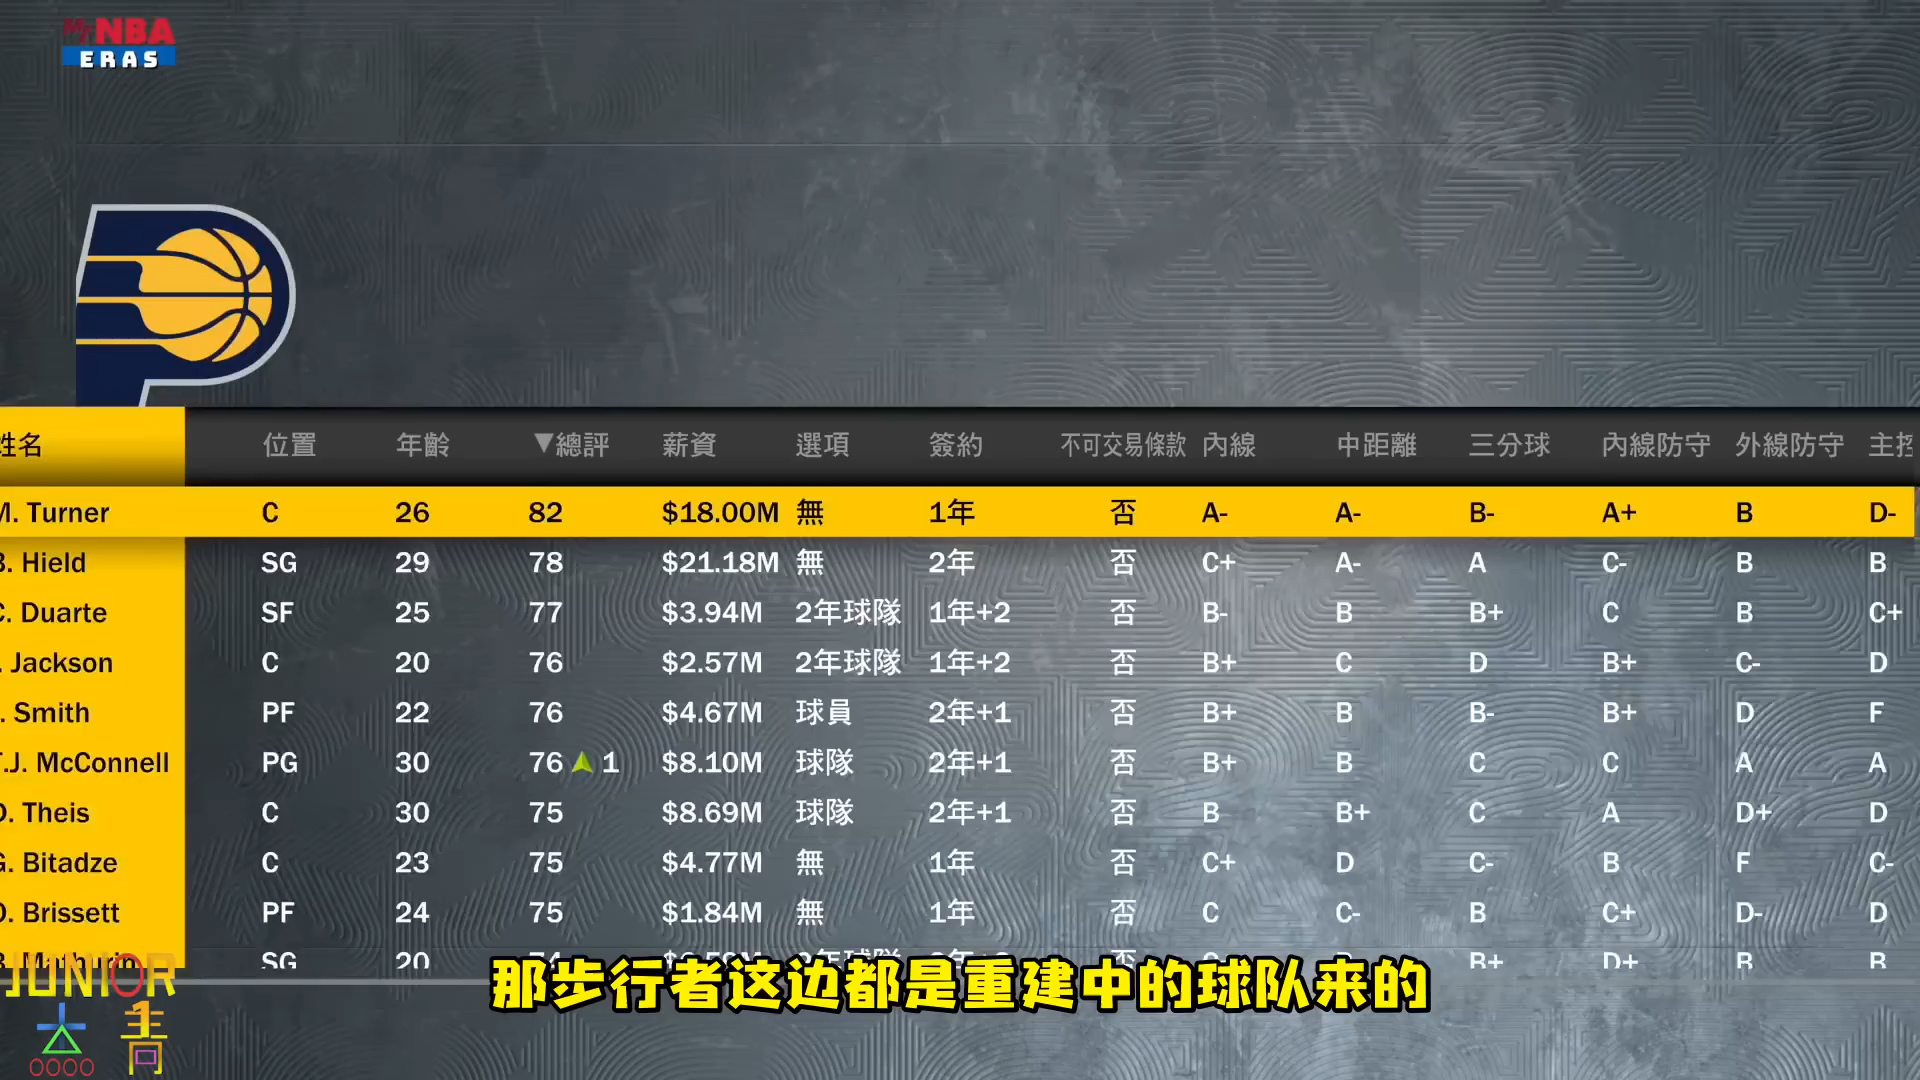 MyNBA
ERAS
姓名 位置 年齡 ▼總評 薪資 選項 簽約 不可交易條款 內線 中距離 三分球 內線防守 外線防守 主控
M. Turner C 26 82 $18.00M 無 1年 否 A- A- B- A+ B D-
B. Hield SG 29 78 $21.18M 無 2年 否 C+ A- A C- B B
C. Duarte SF 25 77 $3.94M 2年球隊 1年+2 否 B- B B+ C B C+
. Jackson C 20 76 $2.57M 2年球隊 1年+2 否 B+ C D B+ C- D
. Smith PF 22 76 $4.67M 球員 2年+1 否 B+ B B- B+ D F
T.J. McConnell PG 30 76 ▲ 1 $8.10M 球隊 2年+1 否 B+ B C C A A
D. Theis C 30 75 $8.69M 球隊 2年+1 否 B B+ C A D+ D
G. Bitadze C 23 75 $4.77M 無 1年 否 C+ D C- B F C-
O. Brissett PF 24 75 $1.84M 無 1年 否 C C- B C+ D- D
Mathurin SG 20 B+ D+ B B
那步行者这边都是重建中的球队来的
JUNIOR